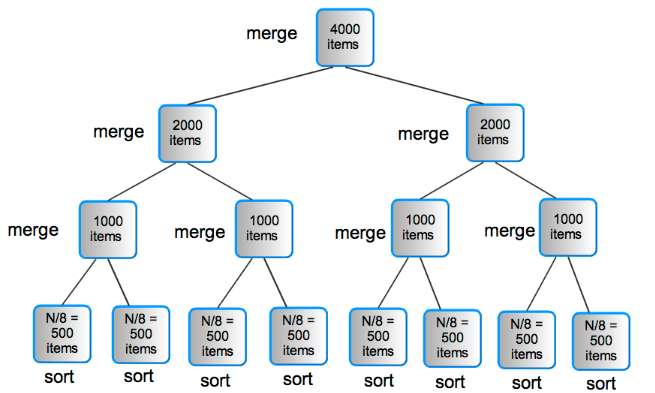 merge
4000
items
merge
2000
items
merge
2000
items
merge
1000
items
merge
1000
items
merge
1000
items
merge
1000
items
N/8 =
500
items
N/8 =
500
items
N/8 =
500
items
N/8 =
500
items
N/8 =
500
items
N/8 =
500
items
N/8 =
500
items
N/8 =
500
items
sort
sort
sort
sort
sort
sort
sort
sort